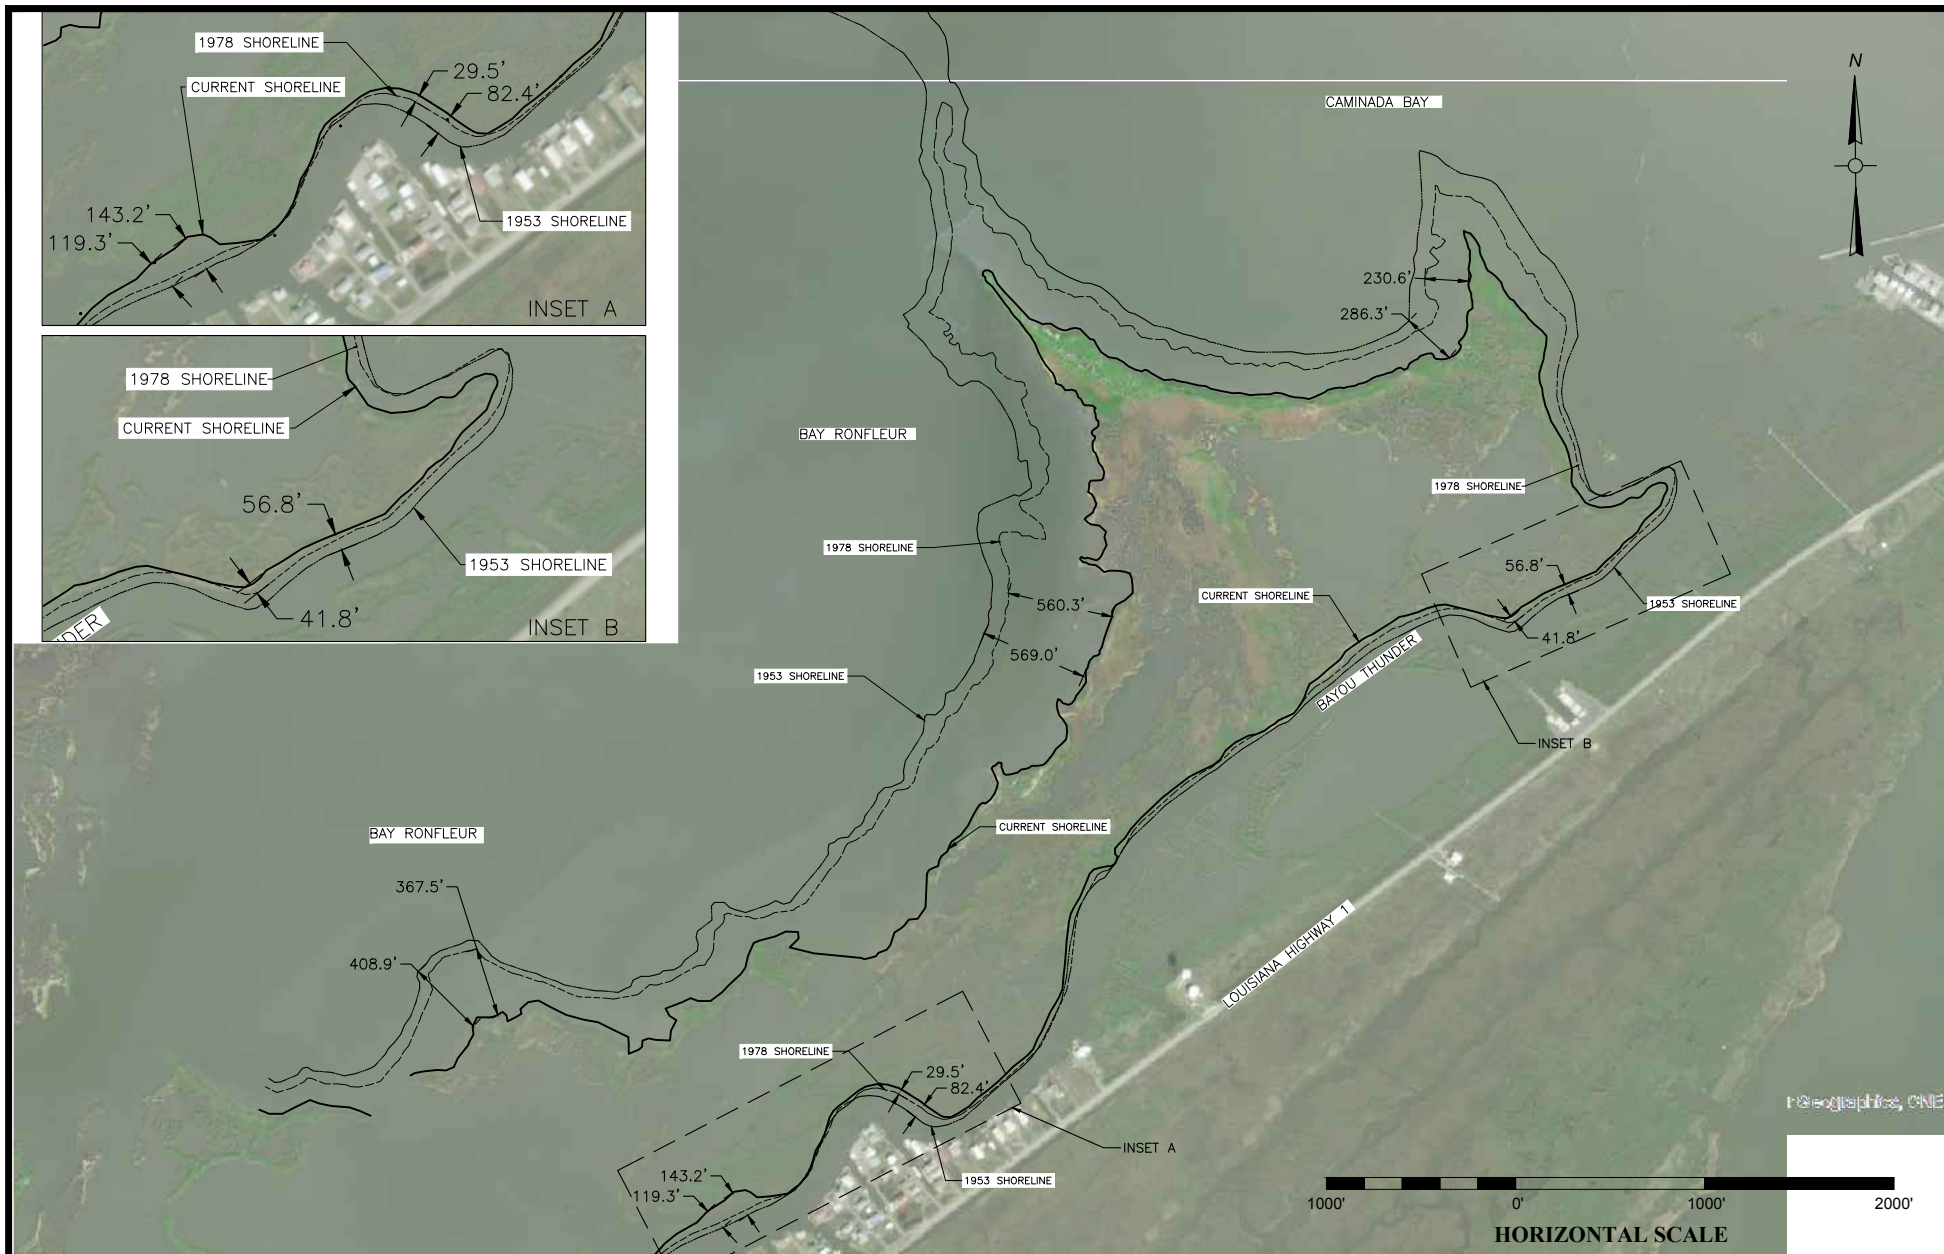 1978 SHORELINE
CURRENT SHORELINE
29.5'
82.4'
1953 SHORELINE
143.2'
119.3'
INSET A
1978 SHORELINE
CURRENT SHORELINE
56.8'
1953 SHORELINE
41.8'
INSET B
CAMINADA BAY
N
230.6'
286.3'
BAY RONFLEUR
1978 SHORELINE
1978 SHORELINE
560.3'
569.0'
1953 SHORELINE
CURRENT SHORELINE
56.8'
1953 SHORELINE
41.8'
BAYOU THUNDER
INSET B
BAY RONFLEUR
CURRENT SHORELINE
367.5'
408.9'
LOUISIANA HIGHWAY 1
1978 SHORELINE
29.5'
82.4'
INSET A
1953 SHORELINE
143.2'
119.3'
1000' 0' 1000' 2000'
HORIZONTAL SCALE